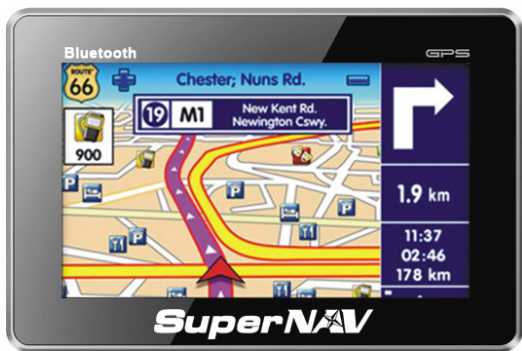 Bluetooth
GPS
ROUTE
66
Chester; Nuns Rd.
19 M1
New Kent Rd.
Newington Cswy.
900
P
P
P
P
P
1.9 km
11:37
02:46
178 km
SuperNAV